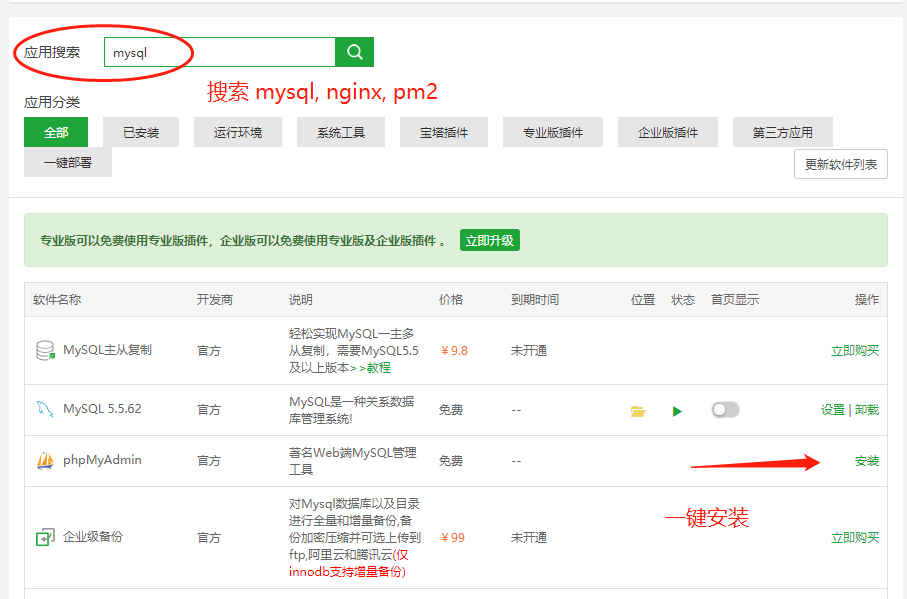 应用搜索 mysql
搜索 mysql, nginx, pm2
应用分类
全部 已安装 运行环境 系统工具 宝塔插件 专业版插件 企业版插件 第三方应用
一键部署 更新软件列表
专业版可以免费使用专业版插件，企业版可以免费使用专业版及企业版插件 。 立即升级
软件名称 开发商 说明 价格 到期时间 位置 状态 首页显示 操作
MySQL主从复制 官方 轻松实现MySQL一主多
从复制，需要MySQL5.5
及以上版本>>教程 ￥9.8 未开通 立即购买
MySQL 5.5.62 官方 MySQL是一种关系数据
库管理系统! 免费 -- 设置 | 卸载
phpMyAdmin 官方 著名Web端MySQL管理
工具 免费 -- 安装
一键安装
企业级备份 官方 对Mysql数据库以及目录
进行全量和增量备份,备
份加密压缩并可选上传到
ftp,阿里云和腾讯云(仅
innodb支持增量备份) ￥99 未开通 立即购买